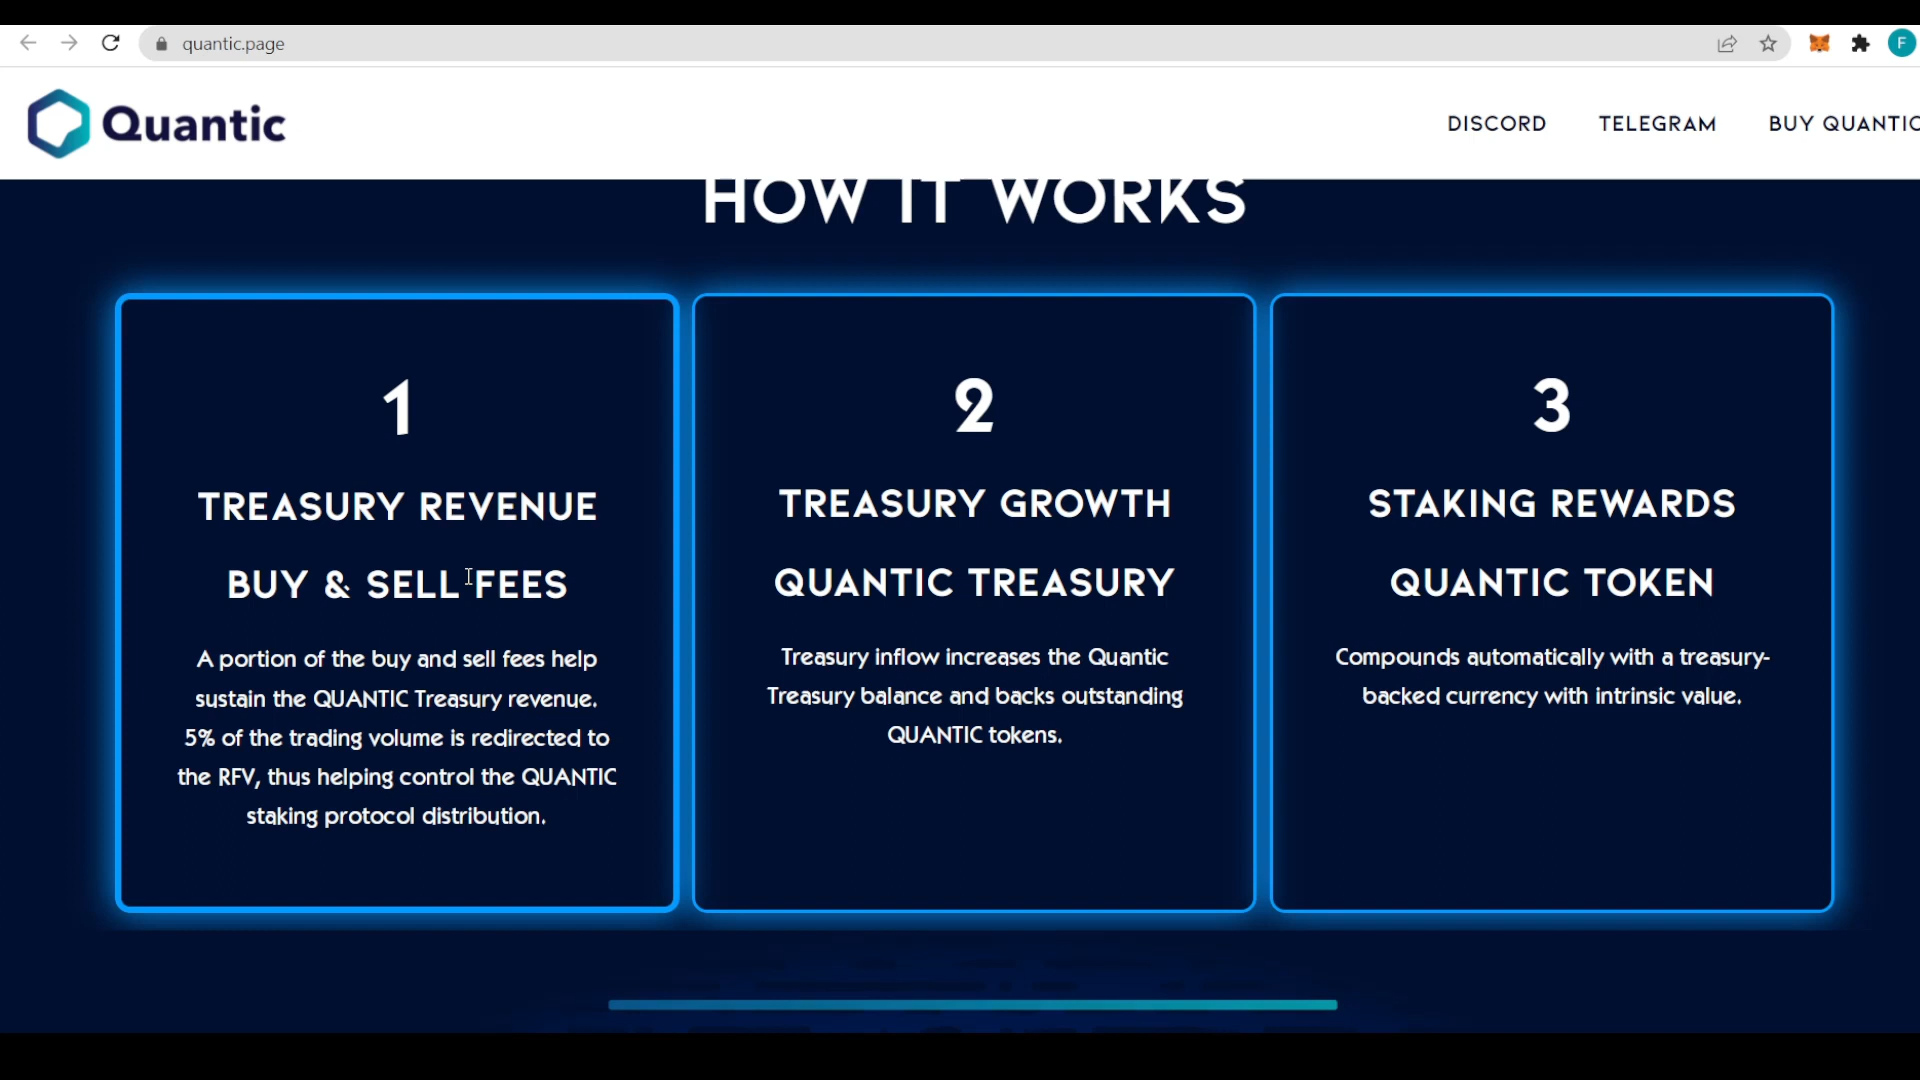 quantic.page
F
Quantic
DISCORD
TELEGRAM
BUY QUANTIC
HOW IT WORKS
1
TREASURY REVENUE
BUY & SELL FEES
A portion of the buy and sell fees help
sustain the QUANTIC Treasury revenue.
5% of the trading volume is redirected to
the RFV, thus helping control the QUANTIC
staking protocol distribution.
2
TREASURY GROWTH
QUANTIC TREASURY
Treasury inflow increases the Quantic
Treasury balance and backs outstanding
QUANTIC tokens.
3
STAKING REWARDS
QUANTIC TOKEN
Compounds automatically with a treasury-
backed currency with intrinsic value.